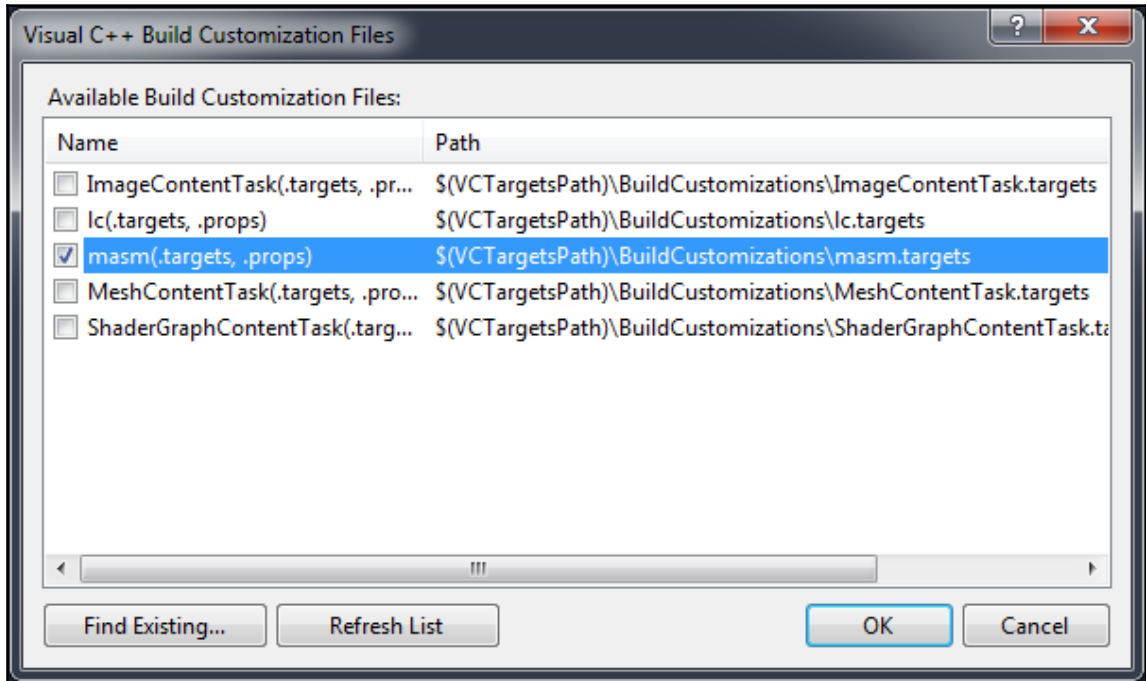 Visual C++ Build Customization Files
Available Build Customization Files:
Name Path
ImageContentTask(.targets, .pr... $(VCTargetsPath)\BuildCustomizations\ImageContentTask.targets
lc(.targets, .props) $(VCTargetsPath)\BuildCustomizations\lc.targets
masm(.targets, .props) $(VCTargetsPath)\BuildCustomizations\masm.targets
MeshContentTask(.targets, .pro... $(VCTargetsPath)\BuildCustomizations\MeshContentTask.targets
ShaderGraphContentTask(.targ... $(VCTargetsPath)\BuildCustomizations\ShaderGraphContentTask.ta
Find Existing... Refresh List OK Cancel